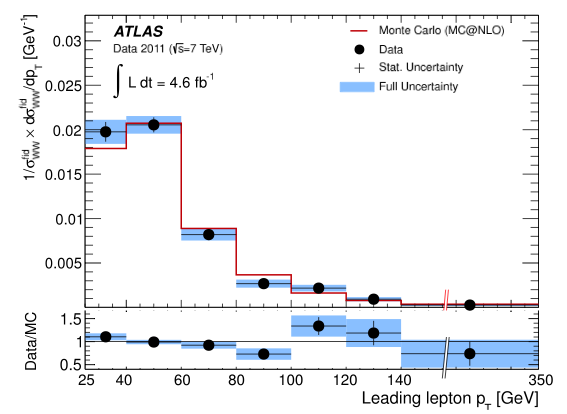 ATLAS
Data 2011 (√s=7 TeV)
∫ L dt = 4.6 fb⁻¹
Monte Carlo (MC@NLO)
Data
Stat. Uncertainty
Full Uncertainty
1/σ_WW^fid × dσ_WW^fid/dp_T [GeV⁻¹]
0.03
0.025
0.02
0.015
0.01
0.005
Data/MC
1.5
1
0.5
25 40 60 80 100 120 140 350
Leading lepton p_T [GeV]